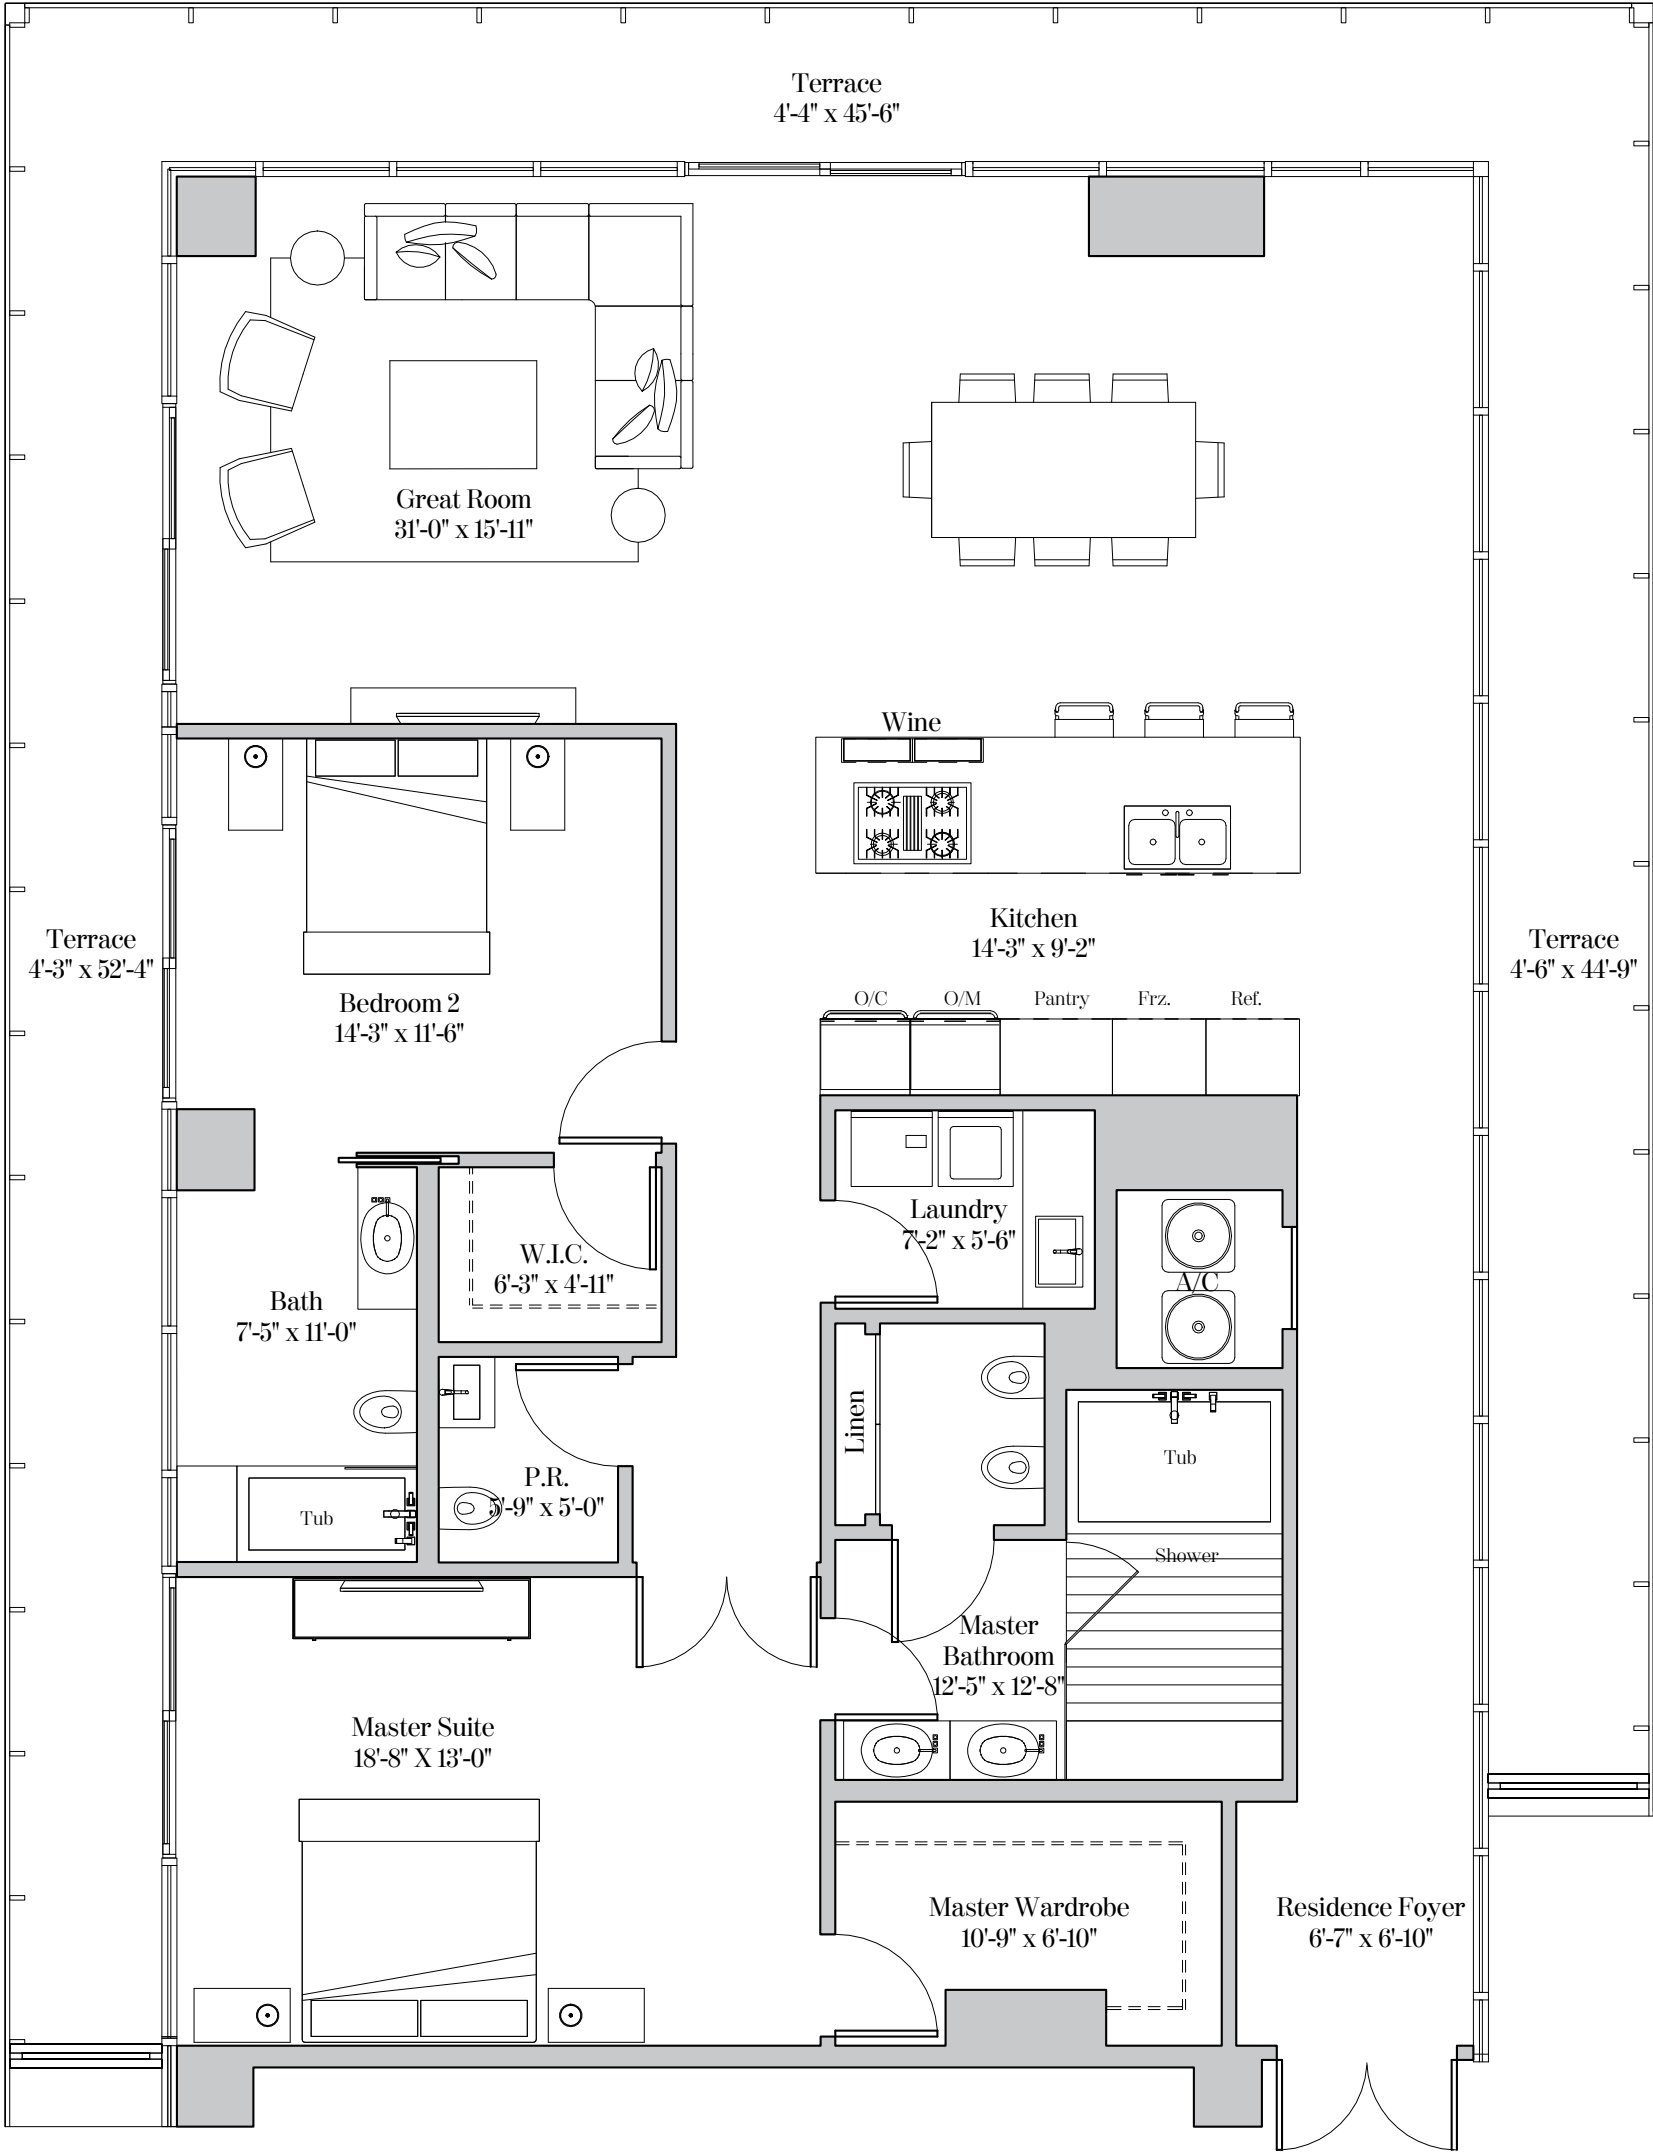 Terrace
4'-4" x 45'-6"
Great Room
31'-0" x 15'-11"
Wine
Kitchen
14'-3" x 9'-2"
Terrace
4'-3" x 52'-4"
Terrace
4'-6" x 44'-9"
Bedroom 2
14'-3" x 11'-6"
O/C
O/M
Pantry
Frz.
Ref.
Laundry
7'-2" x 5'-6"
W.I.C.
6'-3" x 4'-11"
A/C
Bath
7'-5" x 11'-0"
Linen
Tub
P.R.
5'-9" x 5'-0"
Tub
Shower
Master
Bathroom
12'-5" x 12'-8"
Master Suite
18'-8" X 13'-0"
Master Wardrobe
10'-9" x 6'-10"
Residence Foyer
6'-7" x 6'-10"